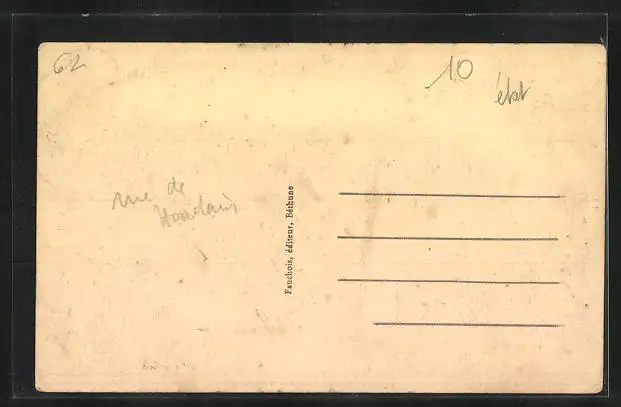 62
10
état
rue de
Houdain
Fauchois, éditeur, Béthune